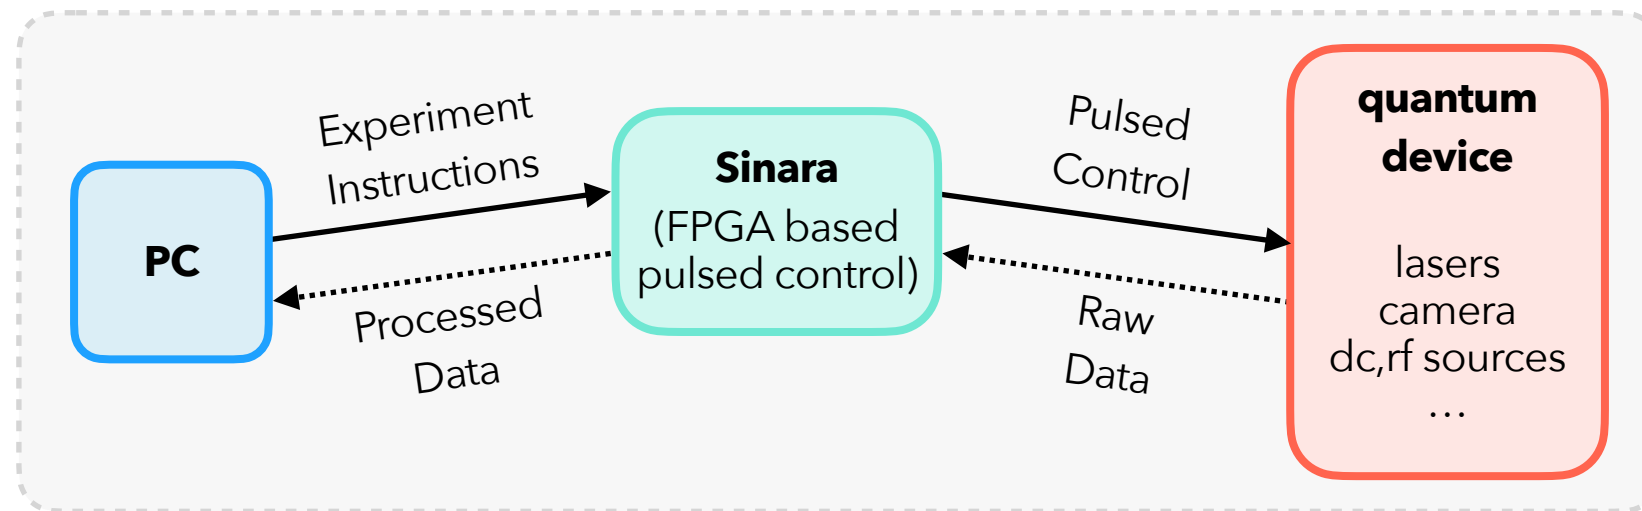 PC
Experiment
Instructions
Processed
Data
Sinara
(FPGA based
pulsed control)
Pulsed
Control
Raw
Data
quantum
device
lasers
camera
dc,rf sources
...